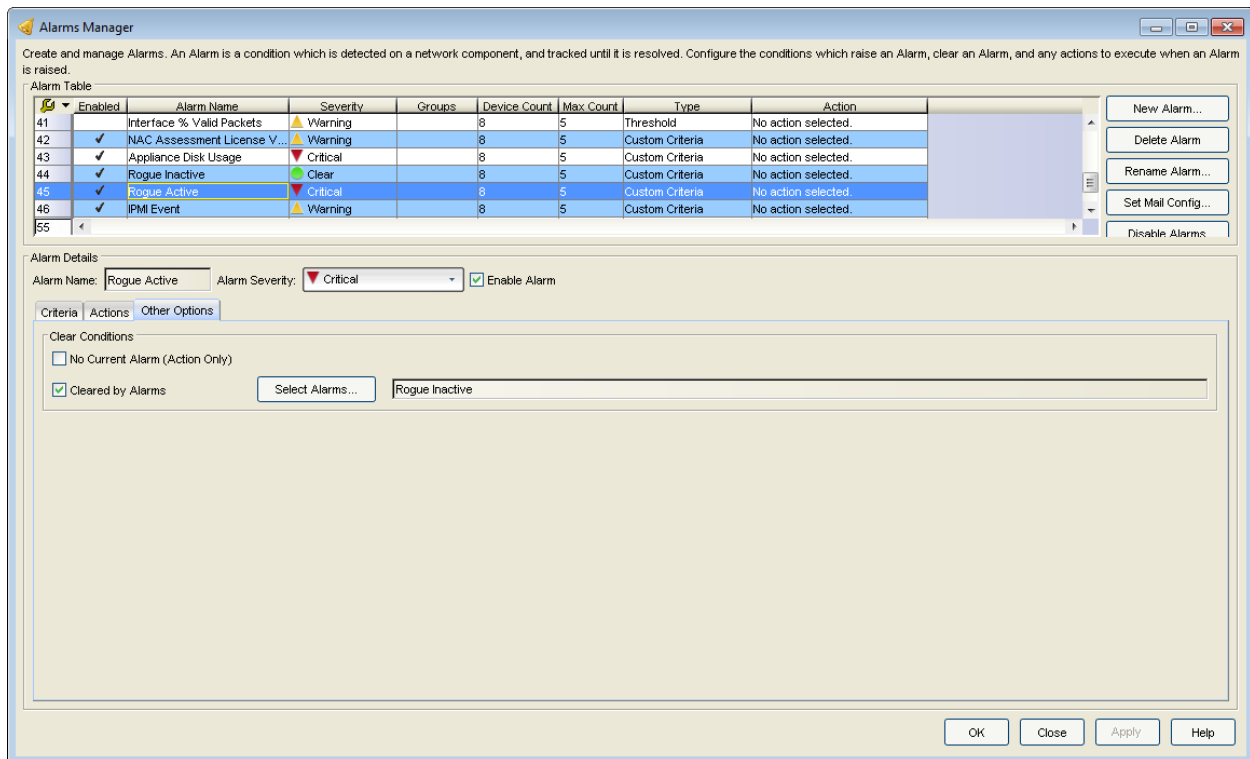 Alarms Manager
Create and manage Alarms. An Alarm is a condition which is detected on a network component, and tracked until it is resolved. Configure the conditions which raise an Alarm, clear an Alarm, and any actions to execute when an Alarm
is raised.
Alarm Table
Enabled Alarm Name Severity Groups Device Count Max Count Type Action
41 Interface % Valid Packets Warning 8 5 Threshold No action selected.
42 ✓ NAC Assessment License V... Warning 8 5 Custom Criteria No action selected.
43 ✓ Appliance Disk Usage Critical 8 5 Custom Criteria No action selected.
44 ✓ Rogue Inactive Clear 8 5 Custom Criteria No action selected.
45 ✓ Rogue Active Critical 8 5 Custom Criteria No action selected.
46 ✓ IPMI Event Warning 8 5 Custom Criteria No action selected.
55
New Alarm...
Delete Alarm
Rename Alarm...
Set Mail Config...
Disable Alarms
Alarm Details
Alarm Name: Rogue Active Alarm Severity: Critical Enable Alarm
Criteria Actions Other Options
Clear Conditions
No Current Alarm (Action Only)
Cleared by Alarms Select Alarms... Rogue Inactive
OK Close Apply Help